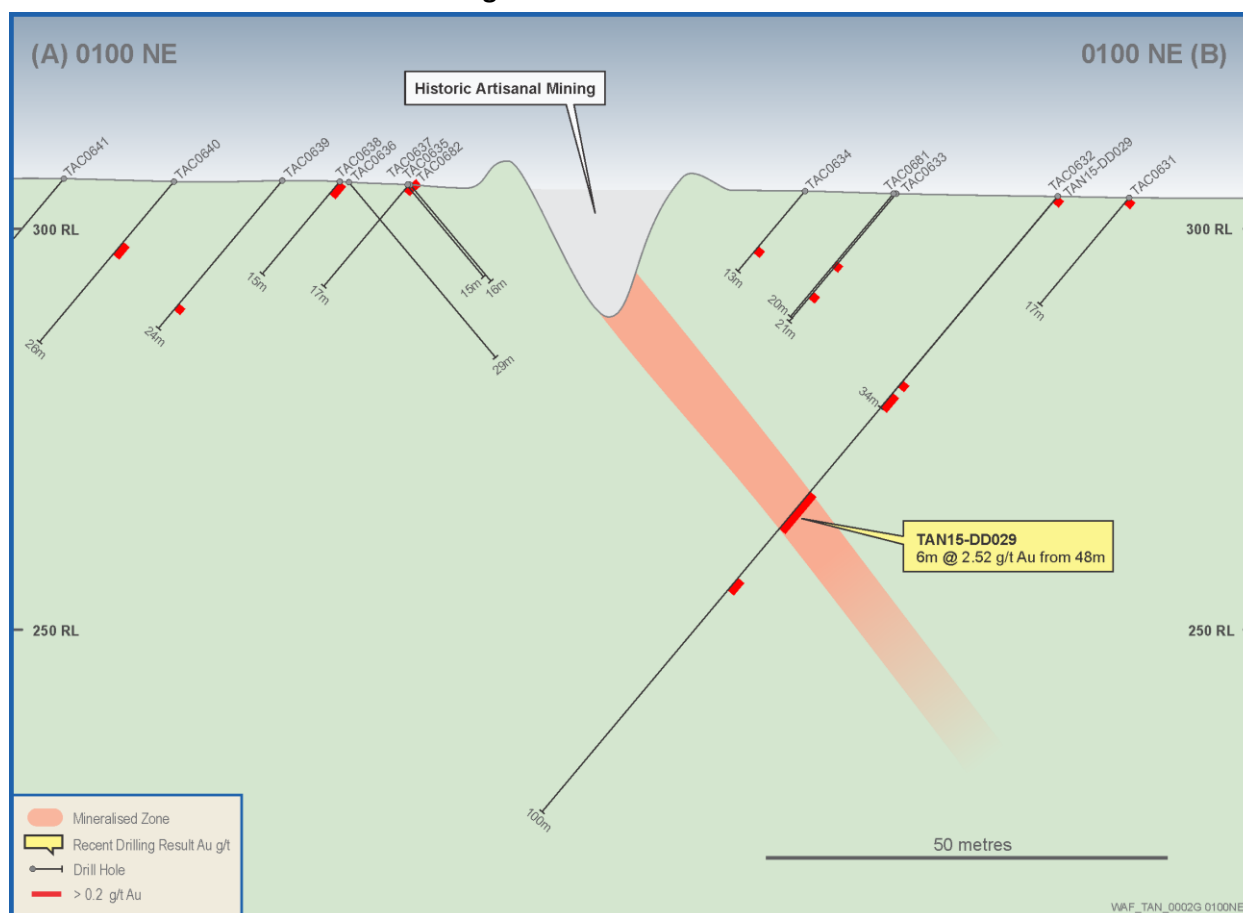 (A) 0100 NE
0100 NE (B)
Historic Artisanal Mining
TAC0641
TAC0640
TAC0639
TAC0638
TAC0636
TAC0637
TAC0635
TAC0682
TAC0634
TAC0681
TAC0633
TAC0632
TAN15-DD029
TAC0631
300 RL
300 RL
26m
24m
15m
17m
15m
16m
29m
13m
20m
21m
34m
17m
TAN15-DD029
6m @ 2.52 g/t Au from 48m
250 RL
250 RL
100m
Mineralised Zone
Recent Drilling Result Au g/t
Drill Hole
> 0.2 g/t Au
50 metres
WAF_TAN_0002G 0100NE